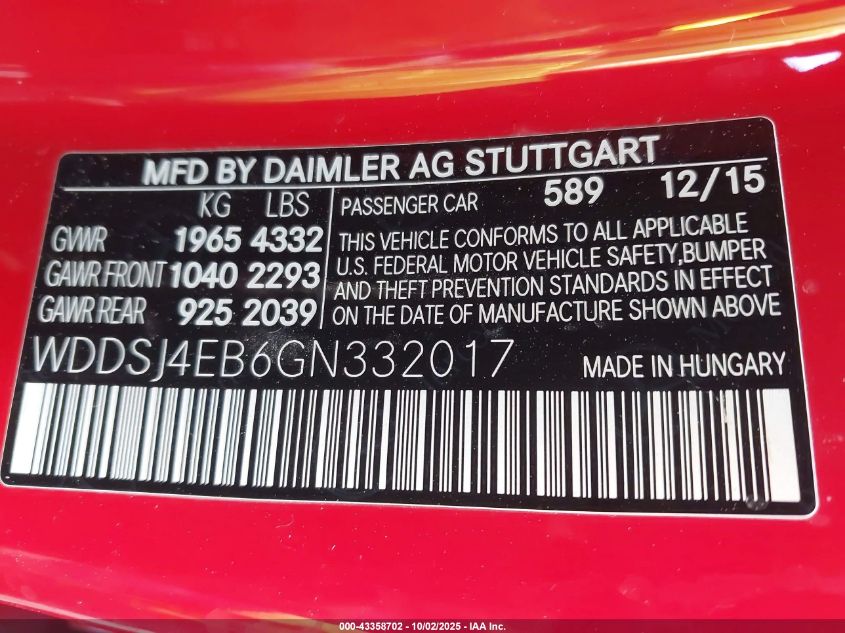 MFD BY DAIMLER AG STUTTGART
KG LBS
GVWR 1965 4332
GAWR FRONT 1040 2293
GAWR REAR 925 2039
PASSENGER CAR 589 12/15
THIS VEHICLE CONFORMS TO ALL APPLICABLE
U.S. FEDERAL MOTOR VEHICLE SAFETY,BUMPER
AND THEFT PREVENTION STANDARDS IN EFFECT
ON THE DATE OF MANUFACTURE SHOWN ABOVE
WDDSJ4EB6GN332017 MADE IN HUNGARY
000-43358702 - 10/02/2025 - IAA Inc.